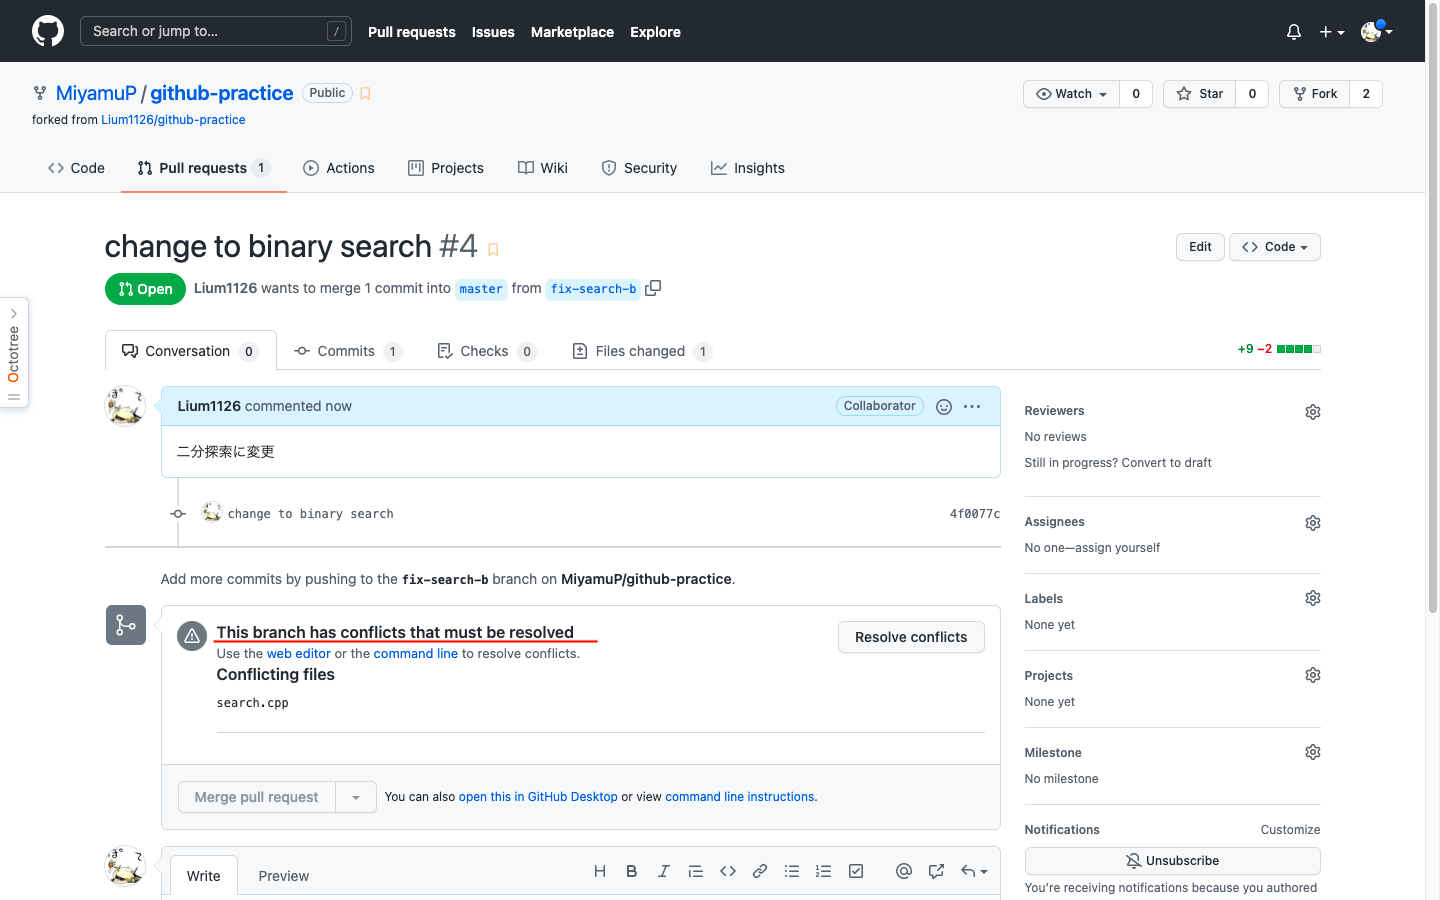 Search or jump to... /
Pull requests Issues Marketplace Explore
MiyamuP / github-practice Public
forked from Lium1126/github-practice
Watch 0 Star 0 Fork 2
Code Pull requests 1 Actions Projects Wiki Security Insights
change to binary search #4
Edit Code
Open Lium1126 wants to merge 1 commit into master from fix-search-b
Octotree
Conversation 0 Commits 1 Checks 0 Files changed 1
+9 −2
Lium1126 commented now Collaborator
二分探索に変更
change to binary search 4f0077c
Add more commits by pushing to the fix-search-b branch on MiyamuP/github-practice.
This branch has conflicts that must be resolved
Use the web editor or the command line to resolve conflicts.
Resolve conflicts
Conflicting files
search.cpp
Merge pull request
You can also open this in GitHub Desktop or view command line instructions.
Write Preview
Reviewers
No reviews
Still in progress? Convert to draft
Assignees
No one—assign yourself
Labels
None yet
Projects
None yet
Milestone
No milestone
Notifications Customize
Unsubscribe
You're receiving notifications because you authored